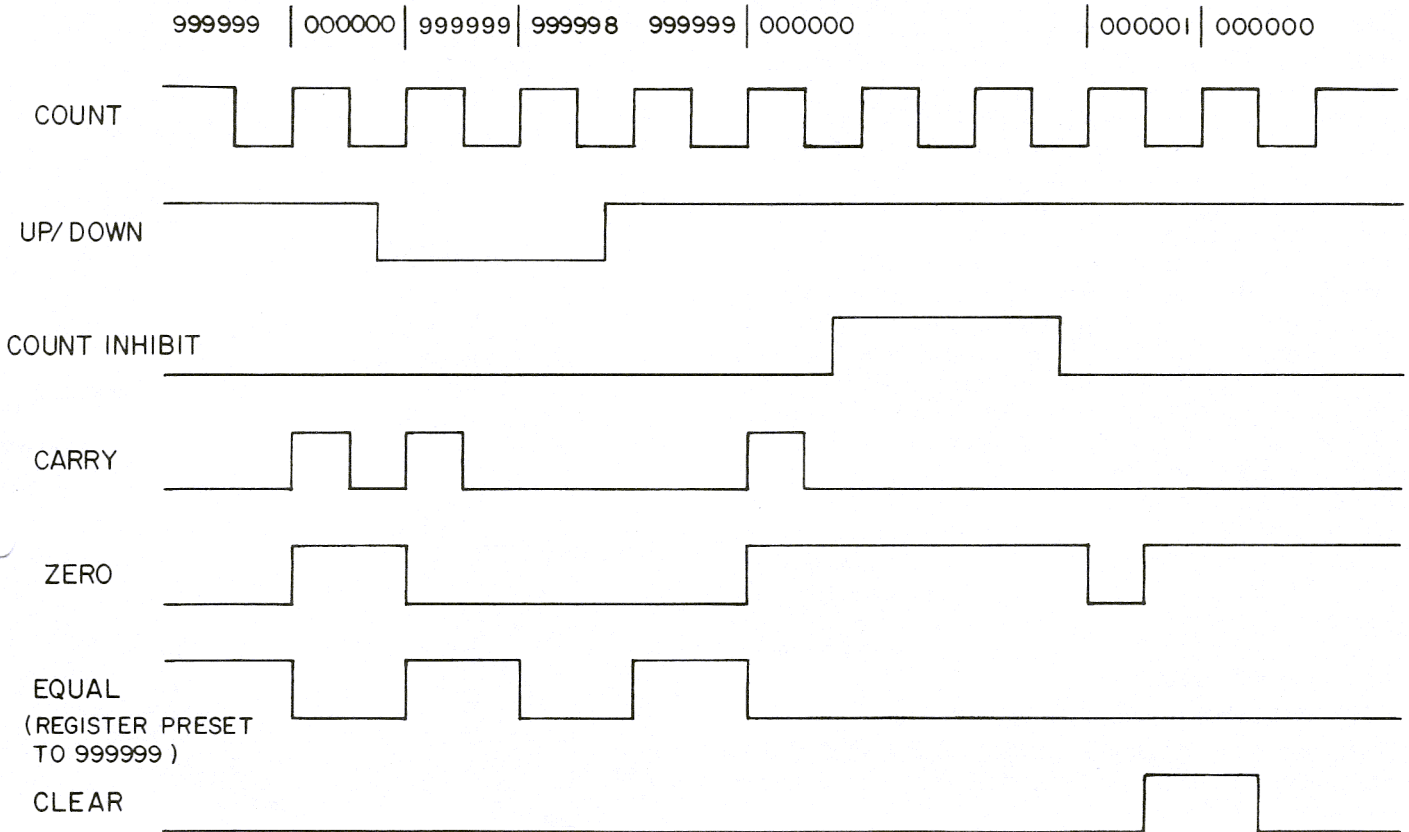 999999 | 000000 | 999999 | 999998 999999 | 000000 | 000001 | 000000
COUNT
UP/DOWN
COUNT INHIBIT
CARRY
ZERO
EQUAL
(REGISTER PRESET
TO 999999)
CLEAR